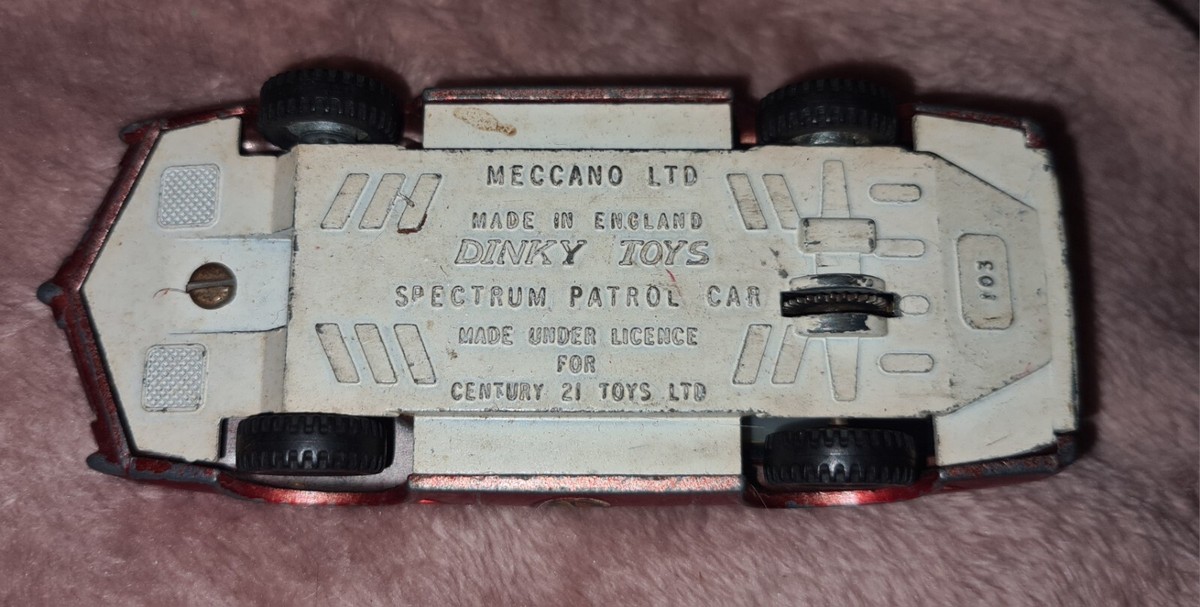 MECCANO LTD
MADE IN ENGLAND
DINKY TOYS
SPECTRUM PATROL CAR
MADE UNDER LICENCE
FOR
CENTURY 21 TOYS LTD
103